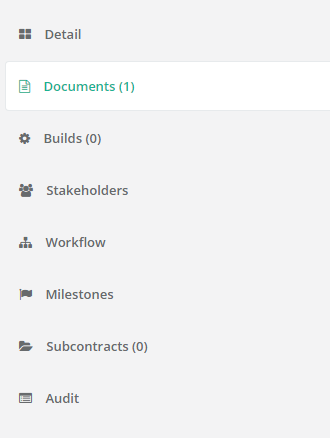 Detail
Documents (1)
Builds (0)
Stakeholders
Workflow
Milestones
Subcontracts (0)
Audit